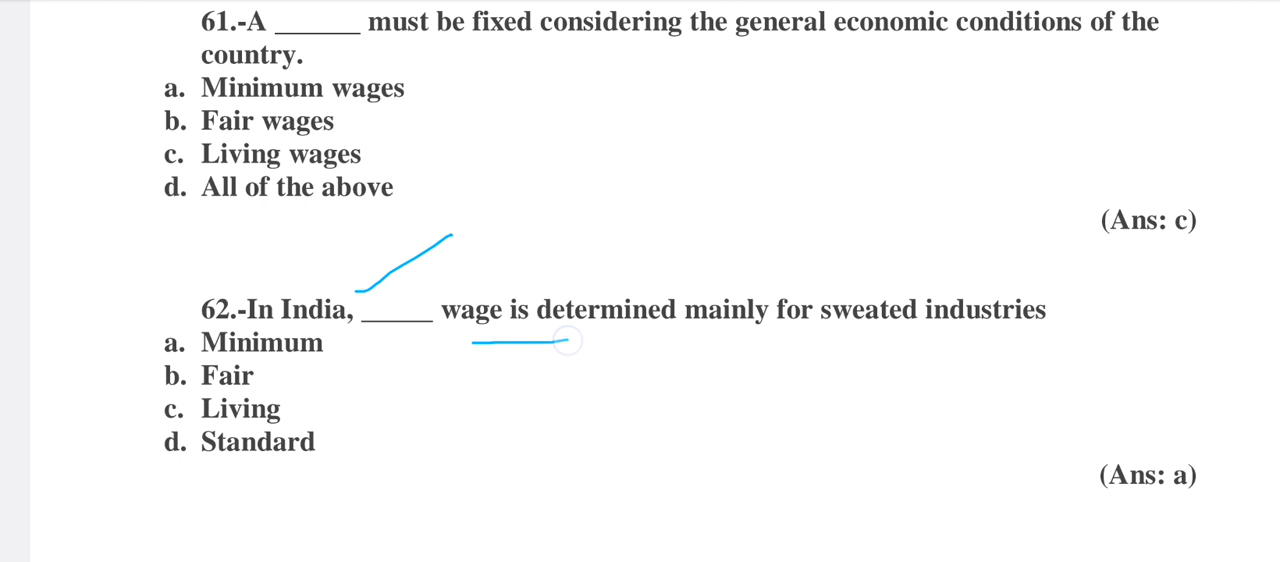 61.-A ______ must be fixed considering the general economic conditions of the
country.
a. Minimum wages
b. Fair wages
c. Living wages
d. All of the above
(Ans: c)
62.-In India, _____ wage is determined mainly for sweated industries
a. Minimum
b. Fair
c. Living
d. Standard
(Ans: a)